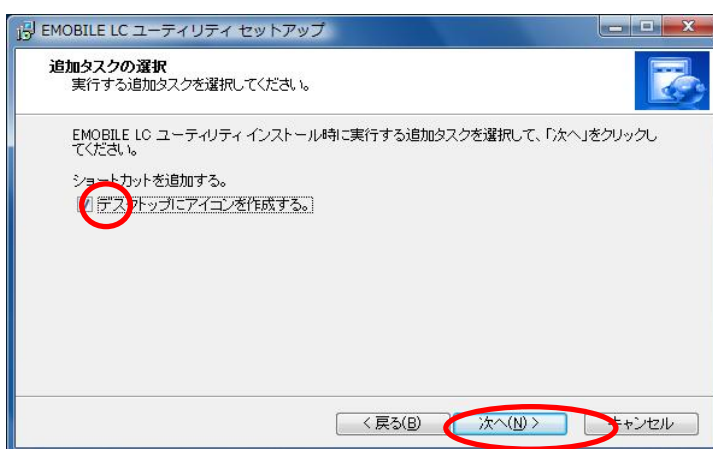 EMOBILE LC ユーティリティ セットアップ
追加タスクの選択
実行する追加タスクを選択してください。
EMOBILE LC ユーティリティ インストール時に実行する追加タスクを選択して、「次へ」をクリックし
てください。
ショートカットを追加する。
デスクトップにアイコンを作成する。
< 戻る(B) 次へ(N) > キャンセル